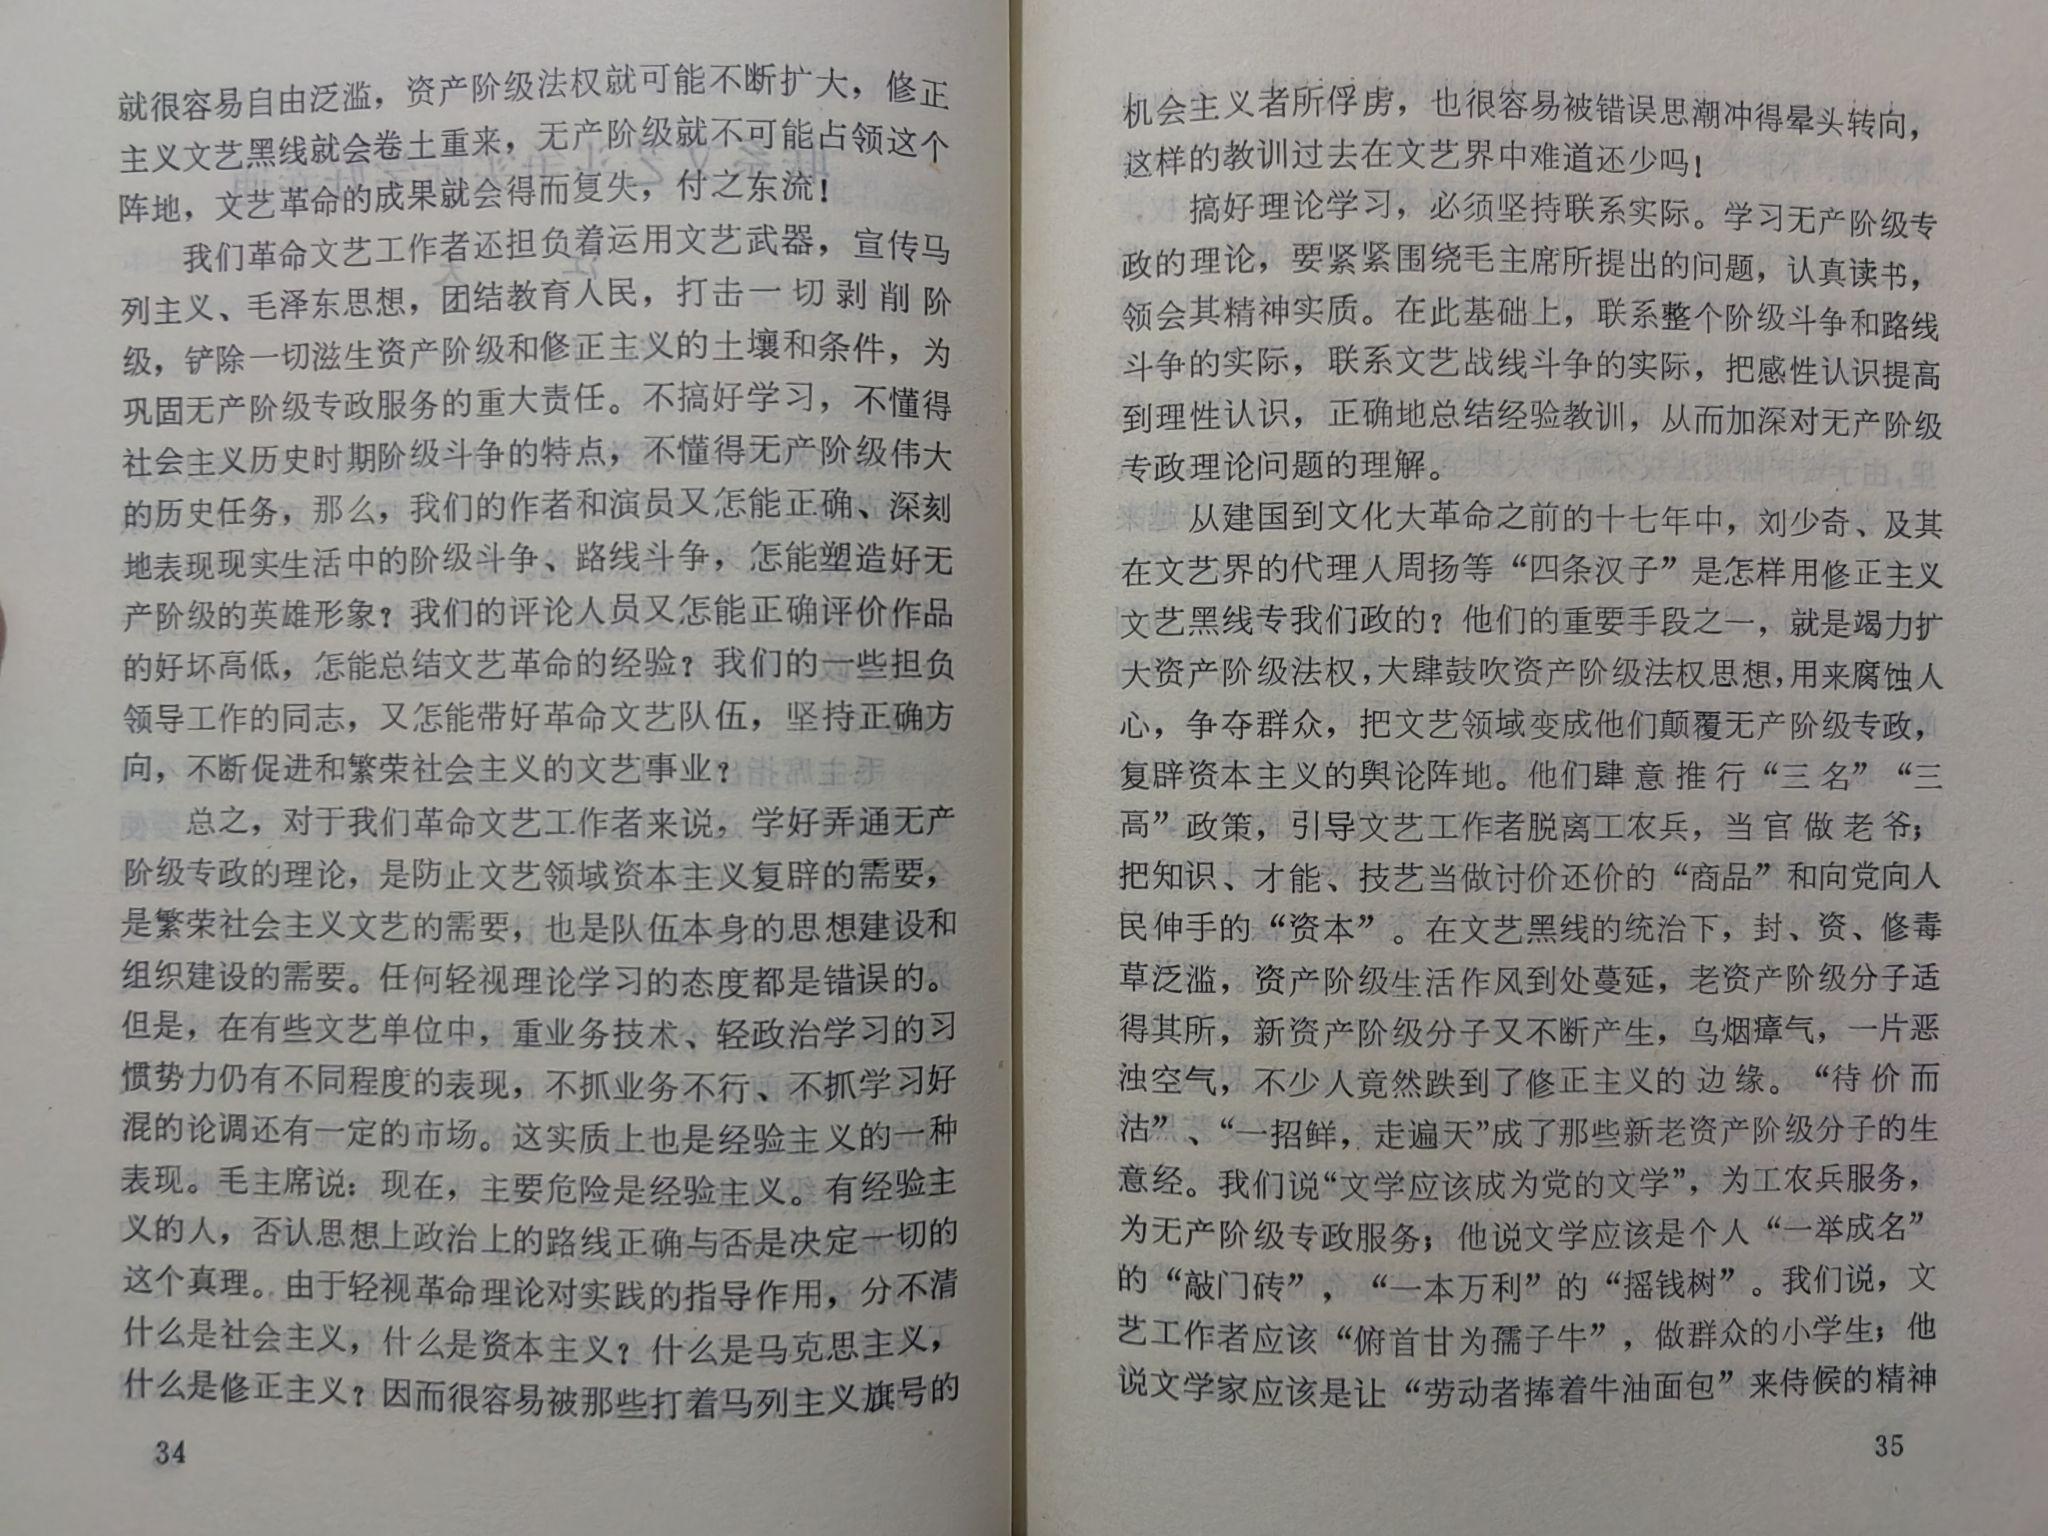 就很容易自由泛滥，资产阶级法权就可能不断扩大，修正
主义文艺黑线就会卷土重来，无产阶级就不可能占领这个
阵地，文艺革命的成果就会得而复失，付之东流！
我们革命文艺工作者还担负着运用文艺武器，宣传马
列主义、毛泽东思想，团结教育人民，打击一切剥削阶
级，铲除一切滋生资产阶级和修正主义的土壤和条件，为
巩固无产阶级专政服务的重大责任。不搞好学习，不懂得
社会主义历史时期阶级斗争的特点，不懂得无产阶级伟大
的历史任务，那么，我们的作者和演员又怎能正确、深刻
地表现现实生活中的阶级斗争、路线斗争，怎能塑造好无
产阶级的英雄形象？我们的评论人员又怎能正确评价作品
的好坏高低，怎能总结文艺革命的经验？我们的一些担负
领导工作的同志，又怎能带好革命文艺队伍，坚持正确方
向，不断促进和繁荣社会主义的文艺事业？
总之，对于我们革命文艺工作者来说，学好弄通无产
阶级专政的理论，是防止文艺领域资本主义复辟的需要，
是繁荣社会主义文艺的需要，也是队伍本身的思想建设和
组织建设的需要。任何轻视理论学习的态度都是错误的。
但是，在有些文艺单位中，重业务技术、轻政治学习的习
惯势力仍有不同程度的表现，不抓业务不行、不抓学习好
混的论调还有一定的市场。这实质上也是经验主义的一种
表现。毛主席说：现在，主要危险是经验主义。有经验主
义的人，否认思想上政治上的路线正确与否是决定一切的
这个真理。由于轻视革命理论对实践的指导作用，分不清
什么是社会主义，什么是资本主义？什么是马克思主义，
什么是修正主义？因而很容易被那些打着马列主义旗号的
34
机会主义者所俘虏，也很容易被错误思潮冲得晕头转向，
这样的教训过去在文艺界中难道还少吗！
搞好理论学习，必须坚持联系实际。学习无产阶级专
政的理论，要紧紧围绕毛主席所提出的问题，认真读书，
领会其精神实质。在此基础上，联系整个阶级斗争和路线
斗争的实际，联系文艺战线斗争的实际，把感性认识提高
到理性认识，正确地总结经验教训，从而加深对无产阶级
专政理论问题的理解。
从建国到文化大革命之前的十七年中，刘少奇、及其
在文艺界的代理人周扬等“四条汉子”是怎样用修正主义
文艺黑线专我们政的？他们的重要手段之一，就是竭力扩
大资产阶级法权，大肆鼓吹资产阶级法权思想，用来腐蚀人
心，争夺群众，把文艺领域变成他们颠覆无产阶级专政，
复辟资本主义的舆论阵地。他们肆意推行“三名”“三
高”政策，引导文艺工作者脱离工农兵，当官做老爷；
把知识、才能、技艺当做讨价还价的“商品”和向党向人
民伸手的“资本”。在文艺黑线的统治下，封、资、修毒
草泛滥，资产阶级生活作风到处蔓延，老资产阶级分子适
得其所，新资产阶级分子又不断产生，乌烟瘴气，一片恶
浊空气，不少人竟然跌到了修正主义的边缘。“待价而
沽”、“一招鲜，走遍天”成了那些新老资产阶级分子的生
意经。我们说“文学应该成为党的文学”，为工农兵服务，
为无产阶级专政服务；他说文学应该是个人“一举成名”
的“敲门砖”，“一本万利”的“摇钱树”。我们说，文
艺工作者应该“俯首甘为孺子牛”，做群众的小学生；他
说文学家应该是让“劳动者捧着牛油面包”来侍候的精神
35